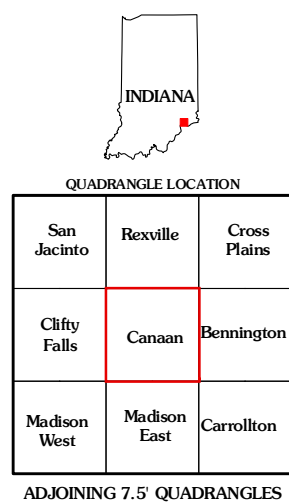 INDIANA
QUADRANGLE LOCATION
San
Jacinto
Rexville
Cross
Plains
Clifty
Falls
Canaan
Bennington
Madison
West
Madison
East
Carrollton
ADJOINING 7.5' QUADRANGLES